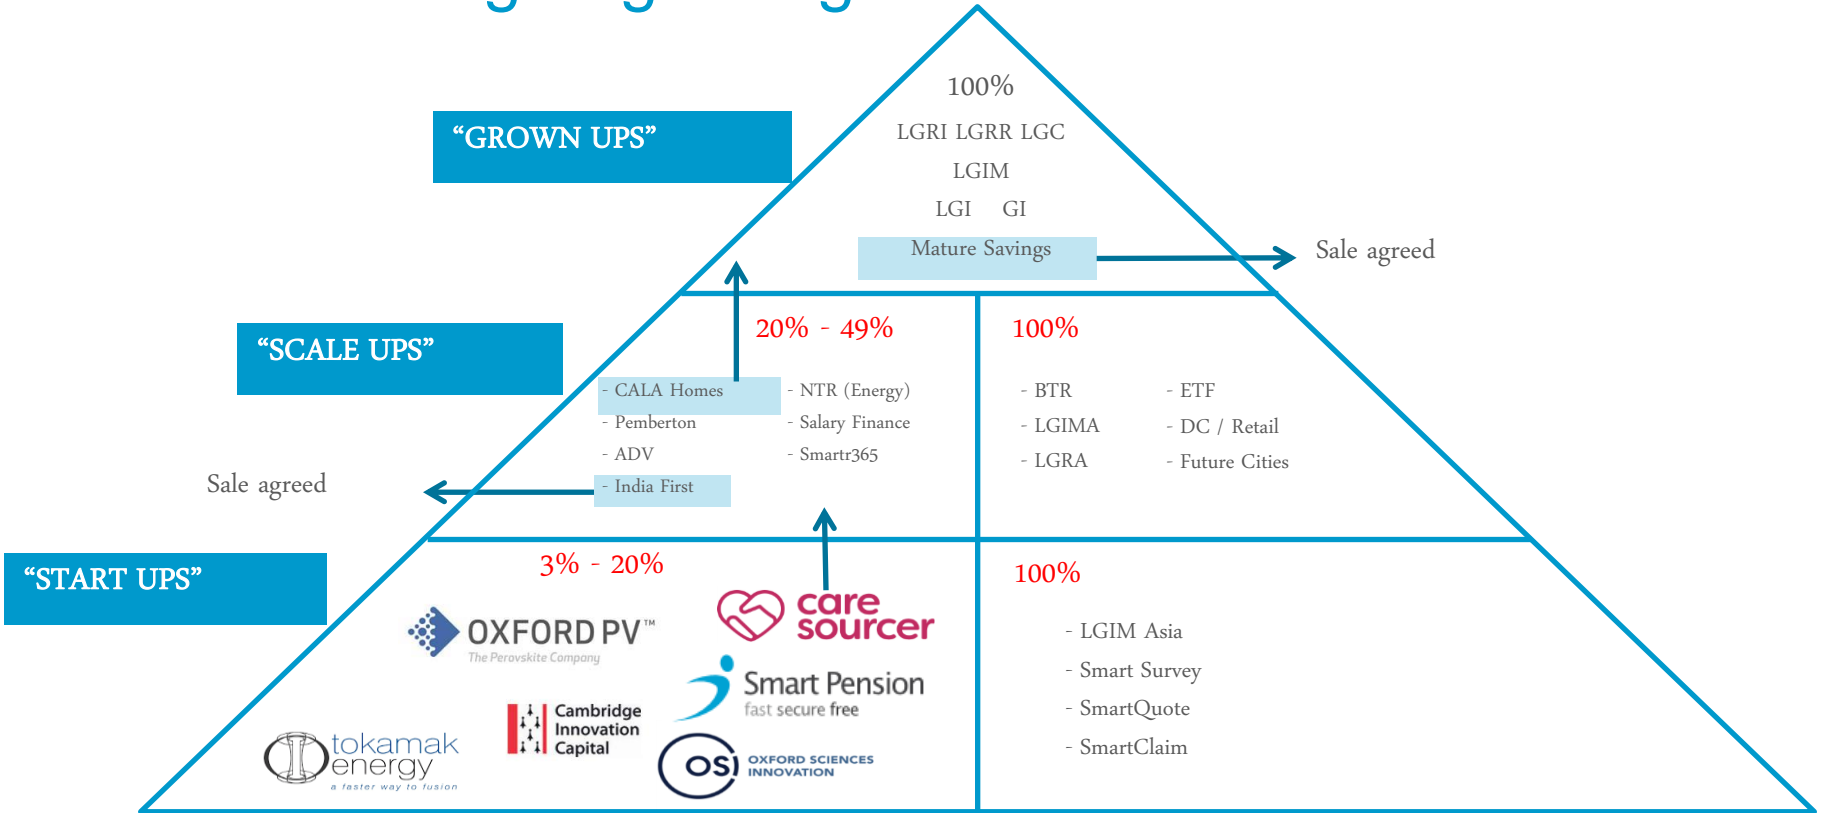 100%
"GROWN UPS"
LGRI LGRR LGC
LGIM
LGI GI
Mature Savings
Sale agreed
"SCALE UPS"
20% - 49%
- CALA Homes
- Pemberton
- ADV
- India First
- NTR (Energy)
- Salary Finance
- Smartr365
100%
- BTR
- LGIMA
- LGRA
- ETF
- DC / Retail
- Future Cities
Sale agreed
"START UPS"
3% - 20%
OXFORD PV™
The Perovskite Company
care
sourcer
Smart Pension
fast secure free
Cambridge
Innovation
Capital
tokamak
energy
a faster way to fusion
OSI
OXFORD SCIENCES
INNOVATION
100%
- LGIM Asia
- Smart Survey
- SmartQuote
- SmartClaim